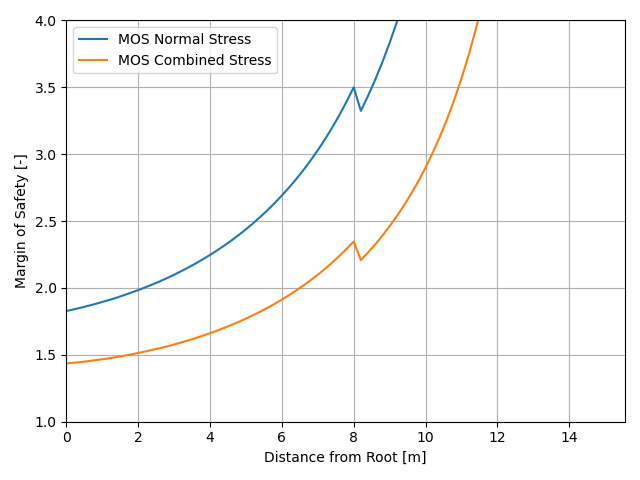 MOS Normal Stress
MOS Combined Stress
Margin of Safety [-]
4.0
3.5
3.0
2.5
2.0
1.5
1.0
0 2 4 6 8 10 12 14
Distance from Root [m]